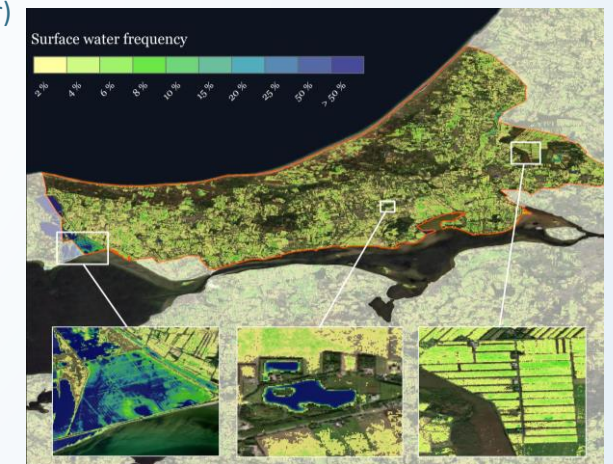 r)
Surface water frequency
2 % 4 % 6 % 8 % 10 % 15 % 20 % 25 % 50 % > 50 %